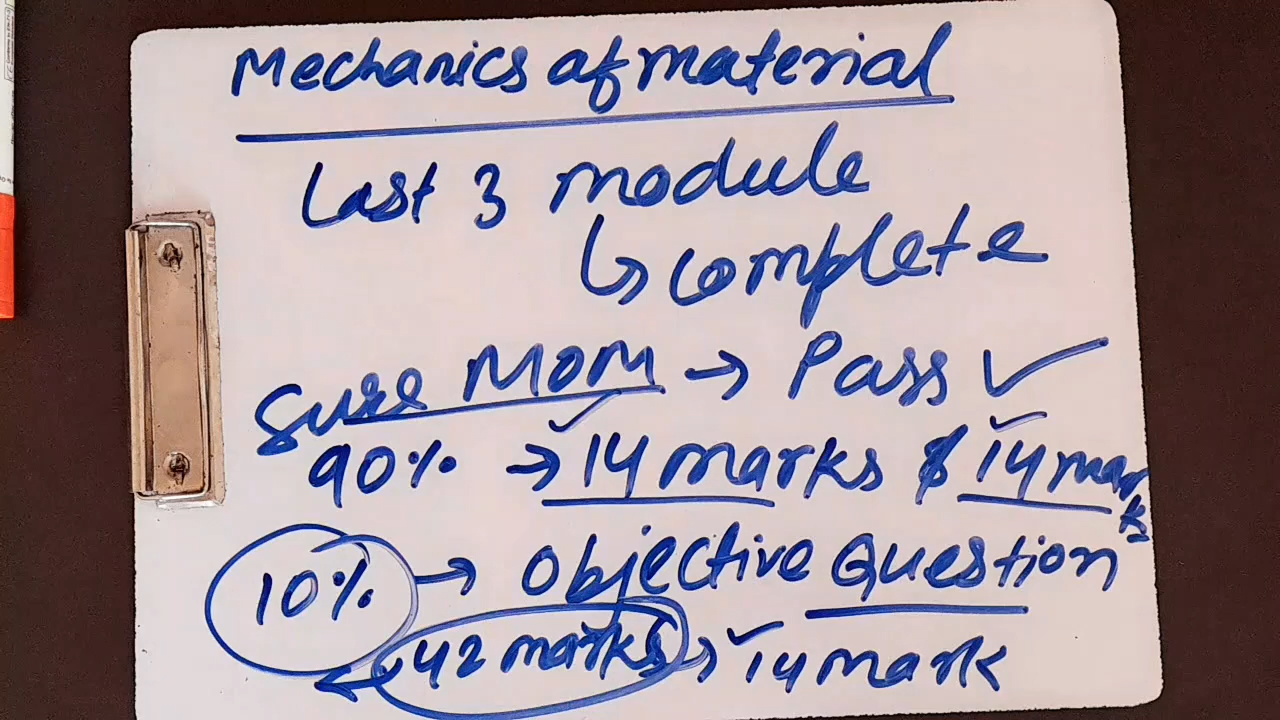 Mechanics of material
Last 3 module
↳ complete
Sure MOM → Pass ✓
90% → 14 marks & 14 marks
10% → Objective Question
42 marks → 14 mark